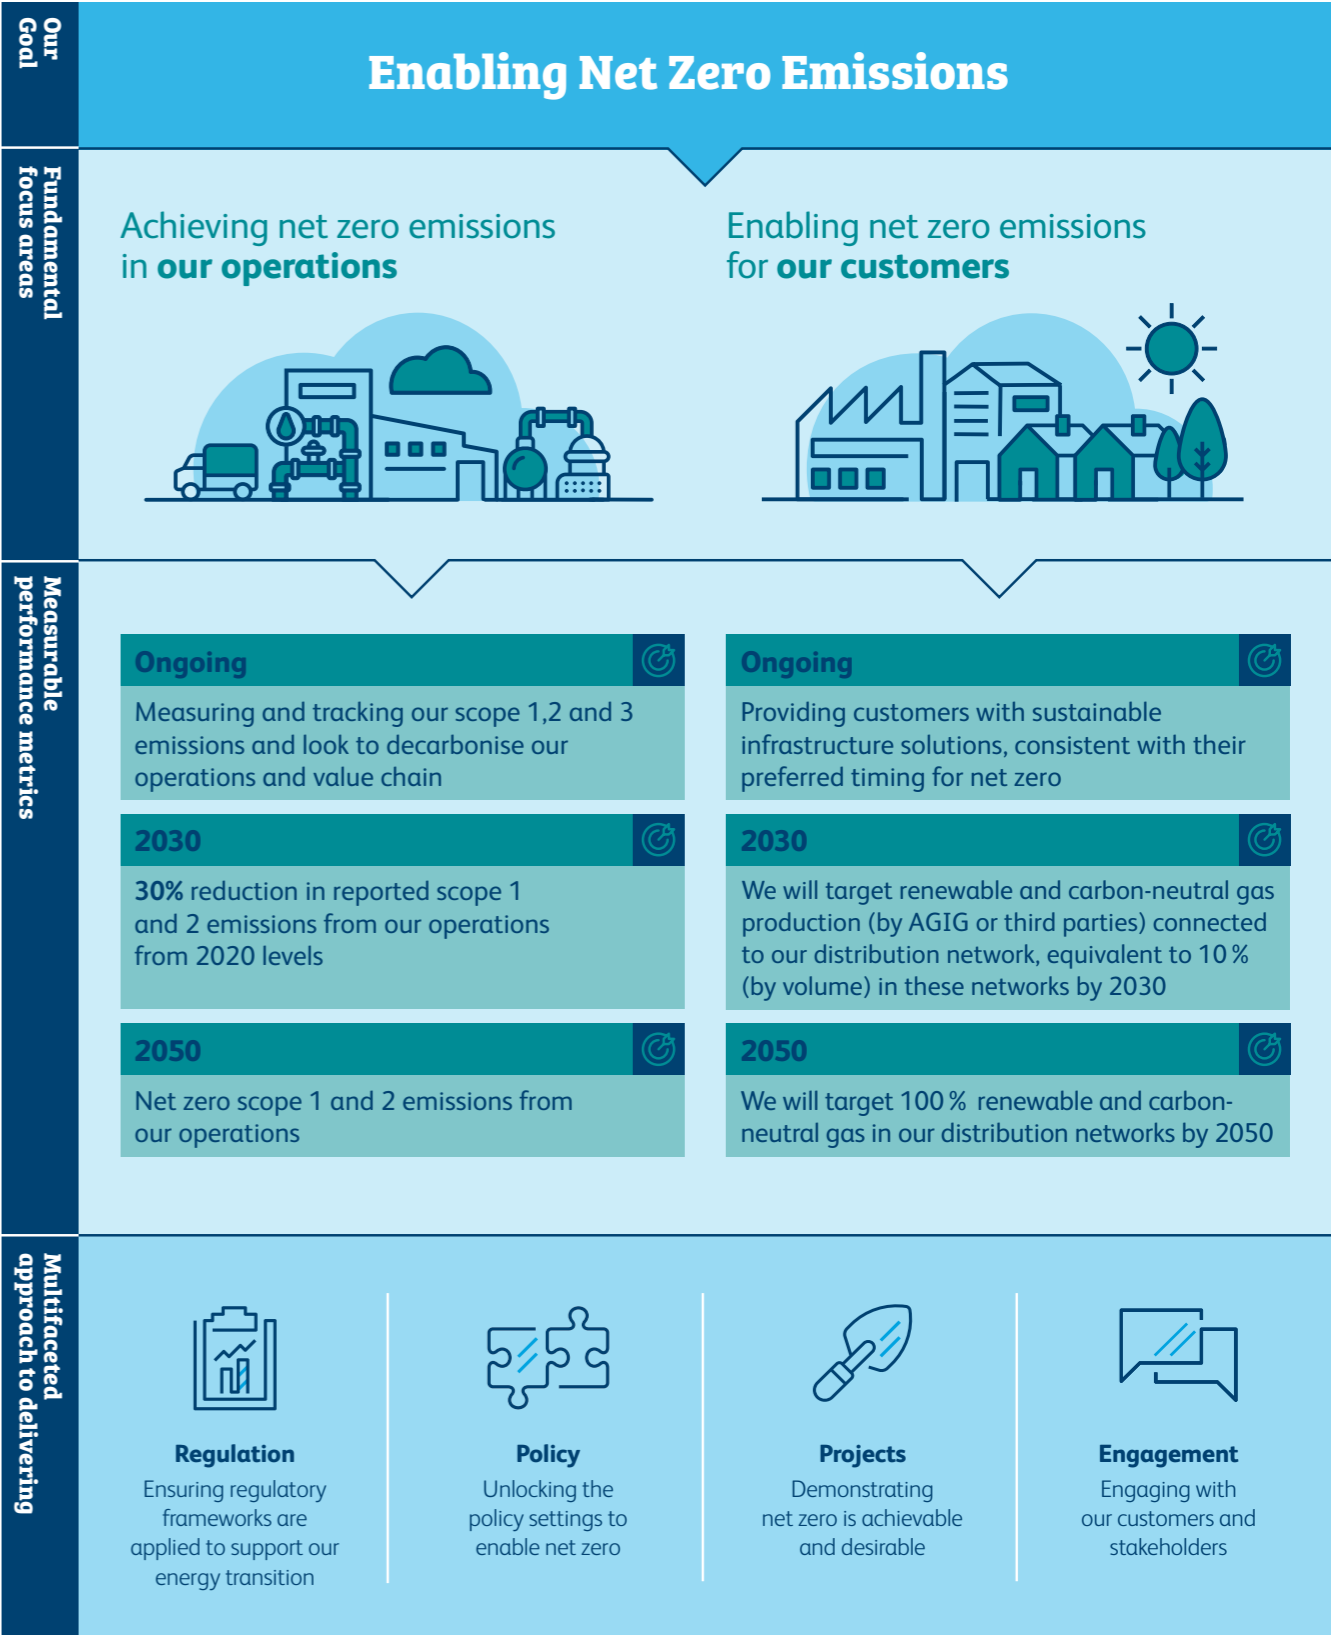 Our
Goal
Enabling Net Zero Emissions
Fundamental
focus areas
Achieving net zero emissions
in our operations
Enabling net zero emissions
for our customers
Measurable
performance metrics
Ongoing
Measuring and tracking our scope 1,2 and 3
emissions and look to decarbonise our
operations and value chain
2030
30% reduction in reported scope 1
and 2 emissions from our operations
from 2020 levels
2050
Net zero scope 1 and 2 emissions from
our operations
Ongoing
Providing customers with sustainable
infrastructure solutions, consistent with their
preferred timing for net zero
2030
We will target renewable and carbon-neutral gas
production (by AGIG or third parties) connected
to our distribution network, equivalent to 10 %
(by volume) in these networks by 2030
2050
We will target 100 % renewable and carbon-
neutral gas in our distribution networks by 2050
Multifaceted
approach to delivering
Regulation
Ensuring regulatory
frameworks are
applied to support our
energy transition
Policy
Unlocking the
policy settings to
enable net zero
Projects
Demonstrating
net zero is achievable
and desirable
Engagement
Engaging with
our customers and
stakeholders